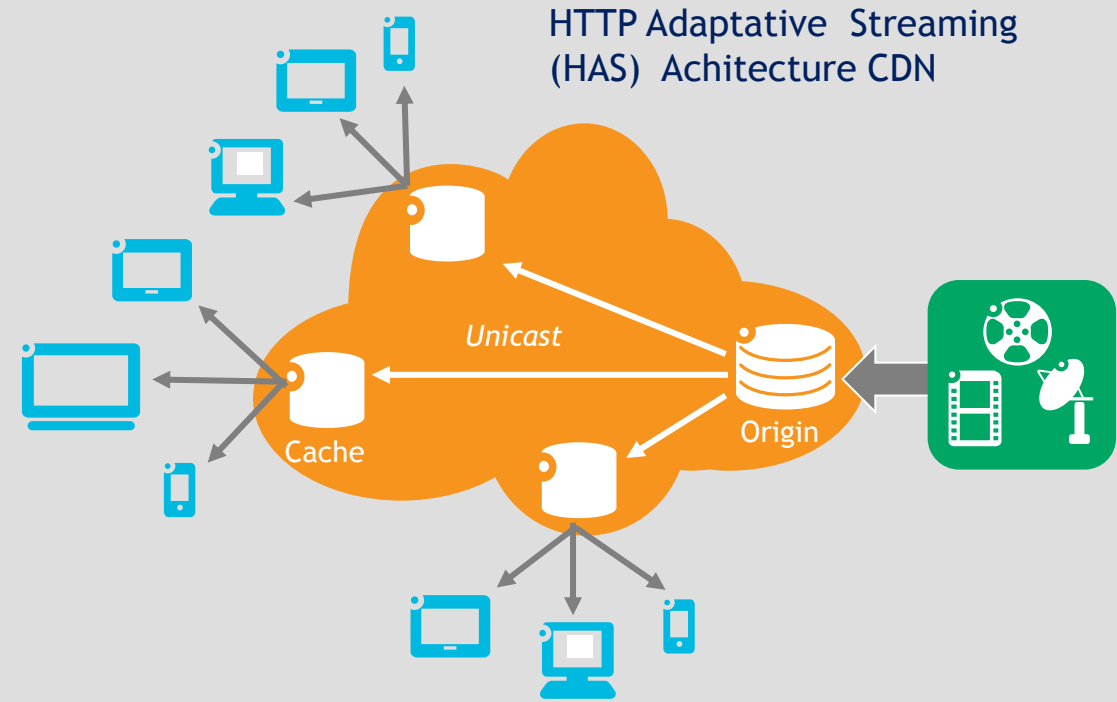 HTTP Adaptative Streaming
(HAS) Achitecture CDN
Unicast
Origin
Cache